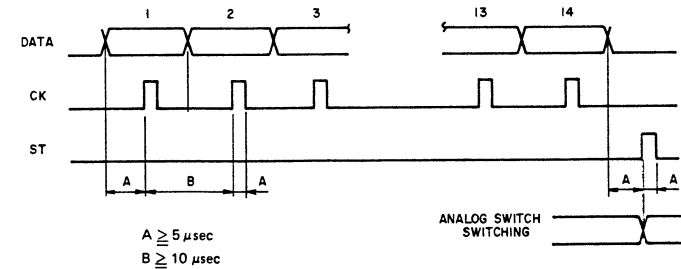 1 2 3 13 14
DATA
CK
ST
A B A A A
ANALOG SWITCH
SWITCHING
A ≧ 5 μsec
B ≧ 10 μsec